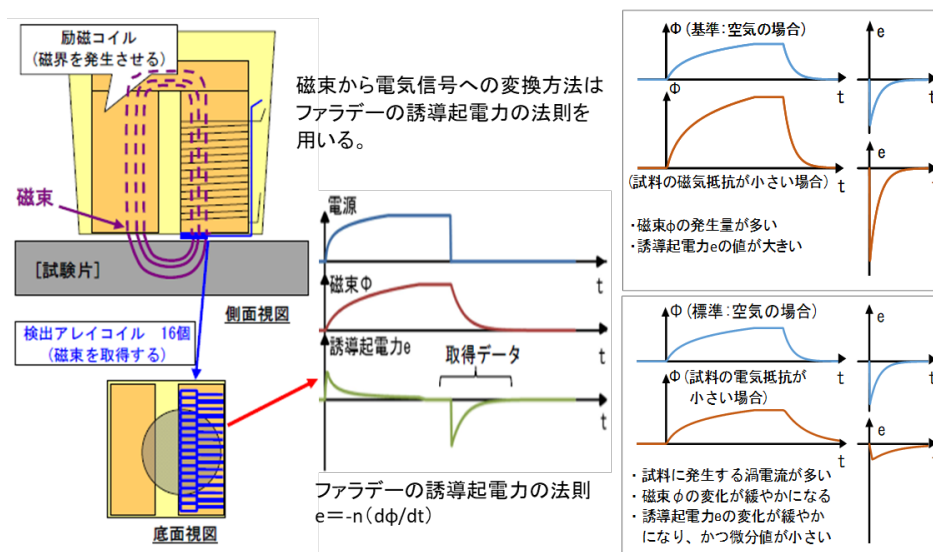 励磁コイル
(磁界を発生させる)
磁束
[試験片]
側面視図
検出アレイコイル 16個
(磁束を取得する)
底面視図
磁束から電気信号への変換方法は
ファラデーの誘導起電力の法則を
用いる。
電源
t
磁束Φ
t
誘導起電力e
取得データ
t
ファラデーの誘導起電力の法則
e=-n(dφ/dt)
Φ(基準:空気の場合)
t
e
t
Φ
t
(試料の磁気抵抗が小さい場合)
e
t
・磁束φの発生量が多い
・誘導起電力eの値が大きい
Φ(標準:空気の場合)
t
e
t
Φ(試料の電気抵抗が
小さい場合)
t
e
t
・試料に発生する渦電流が多い
・磁束φの変化が緩やかになる
・誘導起電力eの変化が緩やか
になり、かつ微分値が小さい